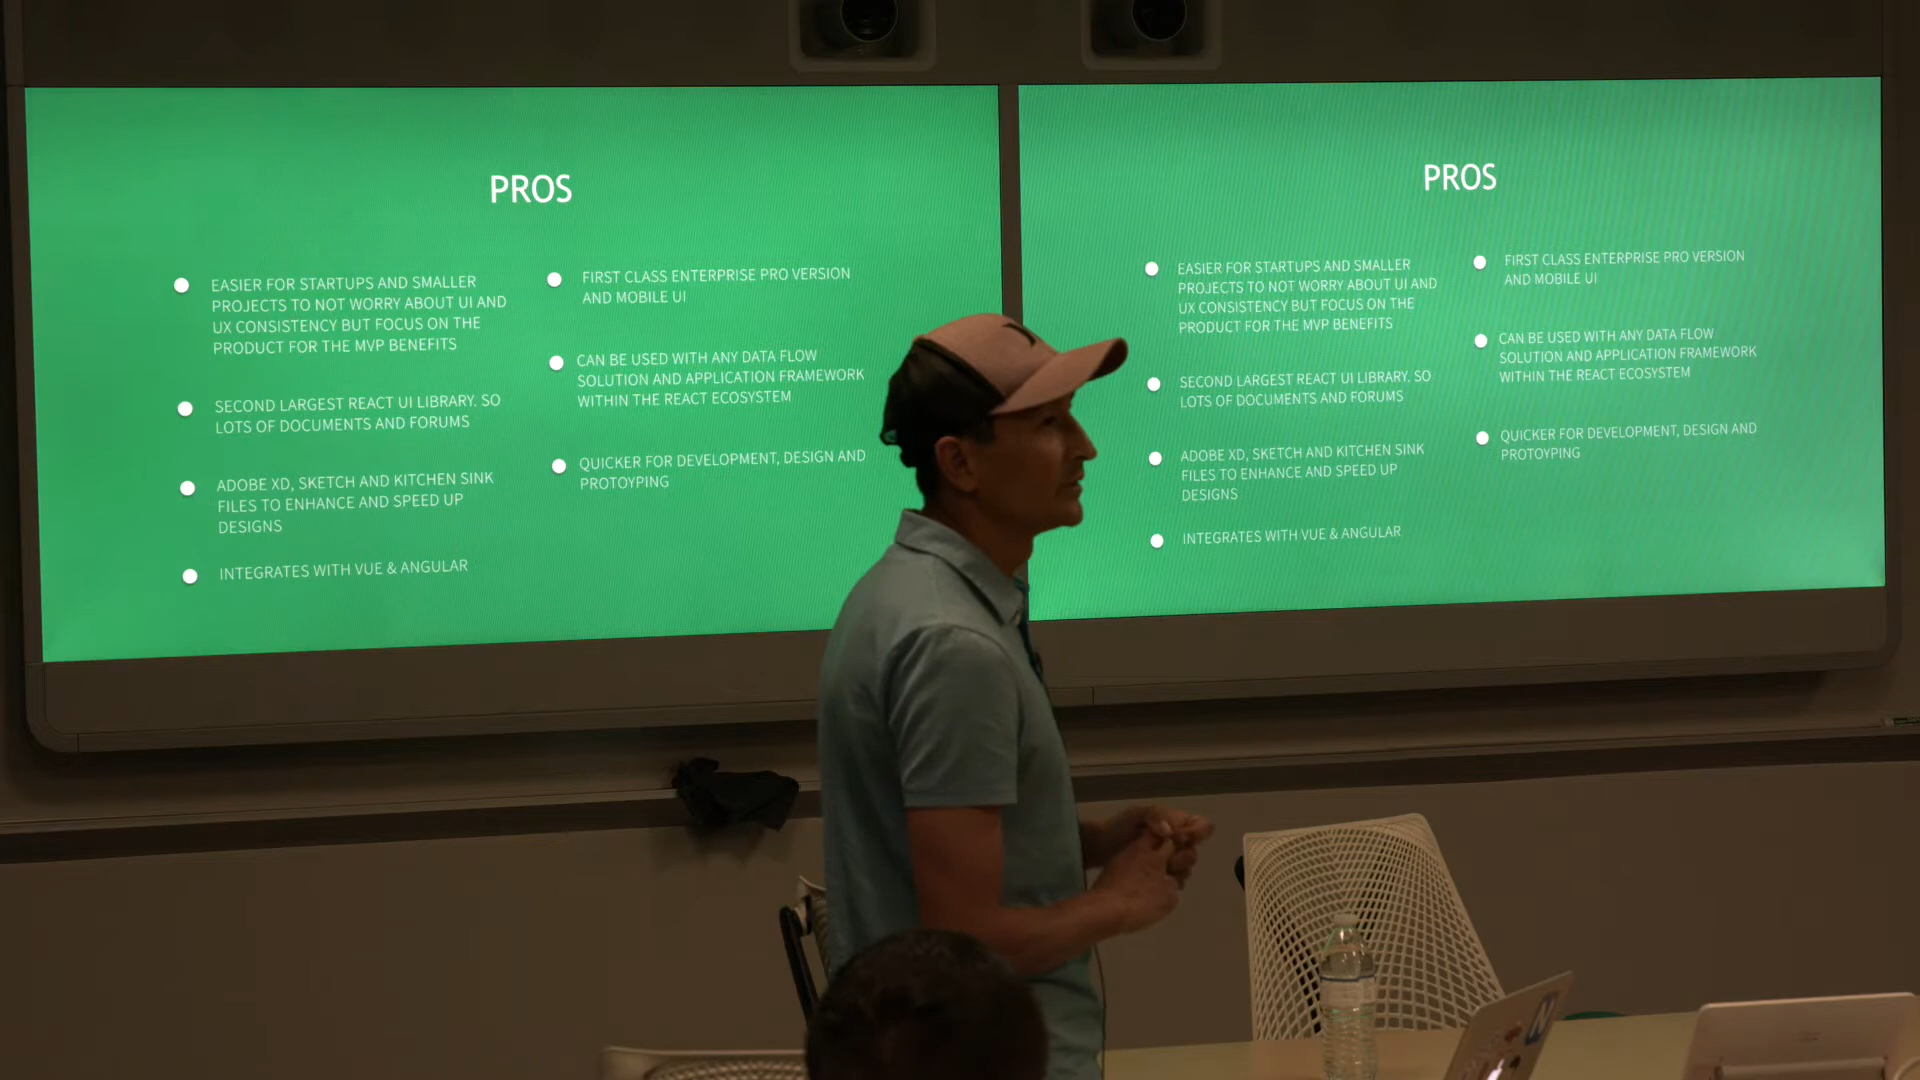 PROS
EASIER FOR STARTUPS AND SMALLER
PROJECTS TO NOT WORRY ABOUT UI AND
UX CONSISTENCY BUT FOCUS ON THE
PRODUCT FOR THE MVP BENEFITS
SECOND LARGEST REACT UI LIBRARY. SO
LOTS OF DOCUMENTS AND FORUMS
ADOBE XD, SKETCH AND KITCHEN SINK
FILES TO ENHANCE AND SPEED UP
DESIGNS
INTEGRATES WITH VUE & ANGULAR
FIRST CLASS ENTERPRISE PRO VERSION
AND MOBILE UI
CAN BE USED WITH ANY DATA FLOW
SOLUTION AND APPLICATION FRAMEWORK
WITHIN THE REACT ECOSYSTEM
QUICKER FOR DEVELOPMENT, DESIGN AND
PROTOYPING
PROS
EASIER FOR STARTUPS AND SMALLER
PROJECTS TO NOT WORRY ABOUT UI AND
UX CONSISTENCY BUT FOCUS ON THE
PRODUCT FOR THE MVP BENEFITS
SECOND LARGEST REACT UI LIBRARY. SO
LOTS OF DOCUMENTS AND FORUMS
ADOBE XD, SKETCH AND KITCHEN SINK
FILES TO ENHANCE AND SPEED UP
DESIGNS
INTEGRATES WITH VUE & ANGULAR
FIRST CLASS ENTERPRISE PRO VERSION
AND MOBILE UI
CAN BE USED WITH ANY DATA FLOW
SOLUTION AND APPLICATION FRAMEWORK
WITHIN THE REACT ECOSYSTEM
QUICKER FOR DEVELOPMENT, DESIGN AND
PROTOYPING
N